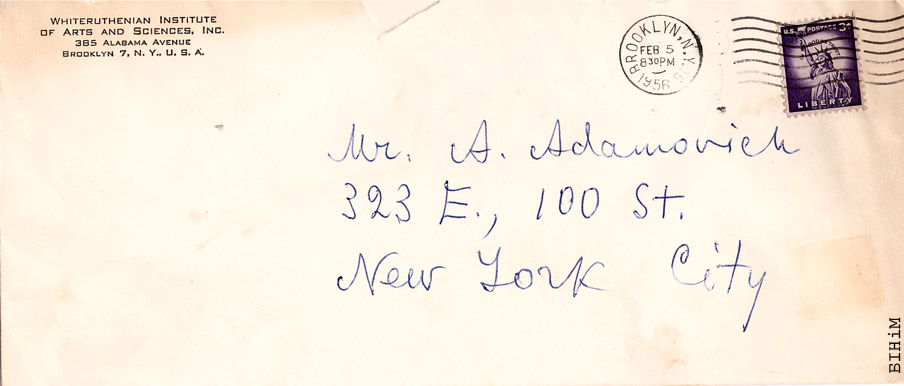 WHITERUTHENIAN INSTITUTE
OF ARTS AND SCIENCES, INC.
385 ALABAMA AVENUE
BROOKLYN 7, N. Y., U. S. A.
BROOKLYN, N.Y.
FEB 5
8 30 PM
1956
U.S. POSTAGE 3¢
LIBERTY
Mr. A. Adamovich
323 E., 100 St.
New York City
БІНіМ